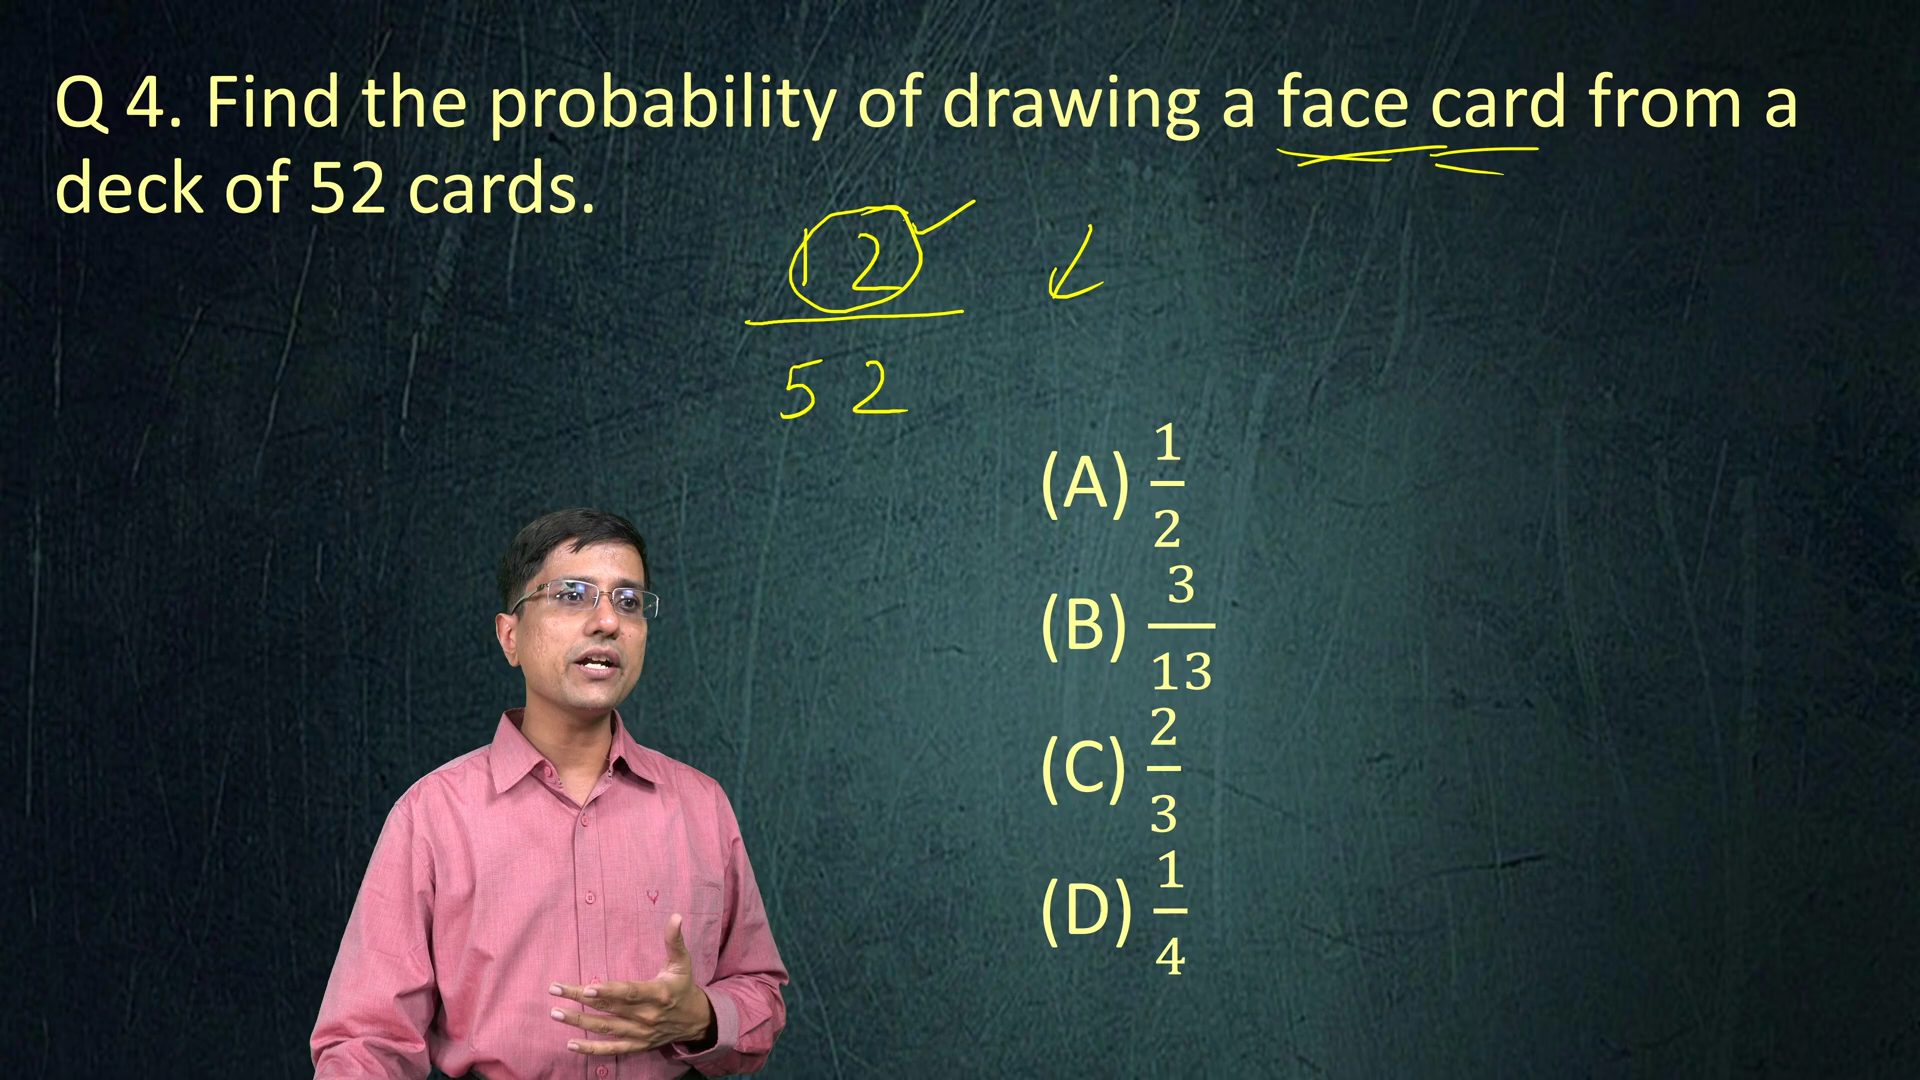 Q 4. Find the probability of drawing a face card from a
deck of 52 cards.
12
52
(A) 1/2
(B) 3/13
(C) 2/3
(D) 1/4